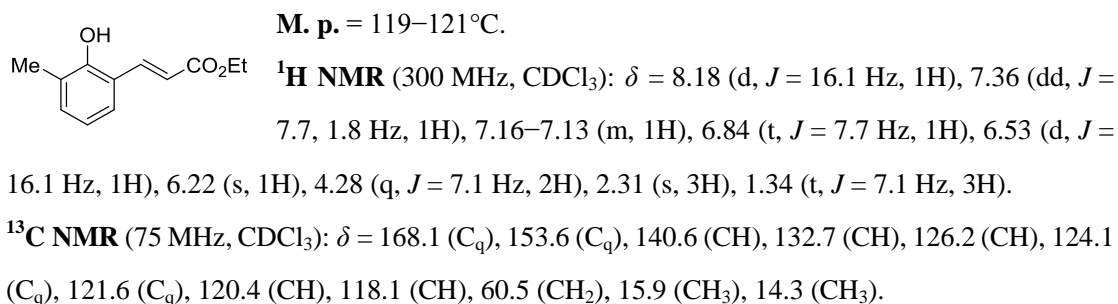 OH
Me
CO2Et
M. p. = 119−121°C.
¹H NMR (300 MHz, CDCl₃): δ = 8.18 (d, J = 16.1 Hz, 1H), 7.36 (dd, J =
7.7, 1.8 Hz, 1H), 7.16−7.13 (m, 1H), 6.84 (t, J = 7.7 Hz, 1H), 6.53 (d, J =
16.1 Hz, 1H), 6.22 (s, 1H), 4.28 (q, J = 7.1 Hz, 2H), 2.31 (s, 3H), 1.34 (t, J = 7.1 Hz, 3H).
¹³C NMR (75 MHz, CDCl₃): δ = 168.1 (Cq), 153.6 (Cq), 140.6 (CH), 132.7 (CH), 126.2 (CH), 124.1
(Cq), 121.6 (Cq), 120.4 (CH), 118.1 (CH), 60.5 (CH₂), 15.9 (CH₃), 14.3 (CH₃).